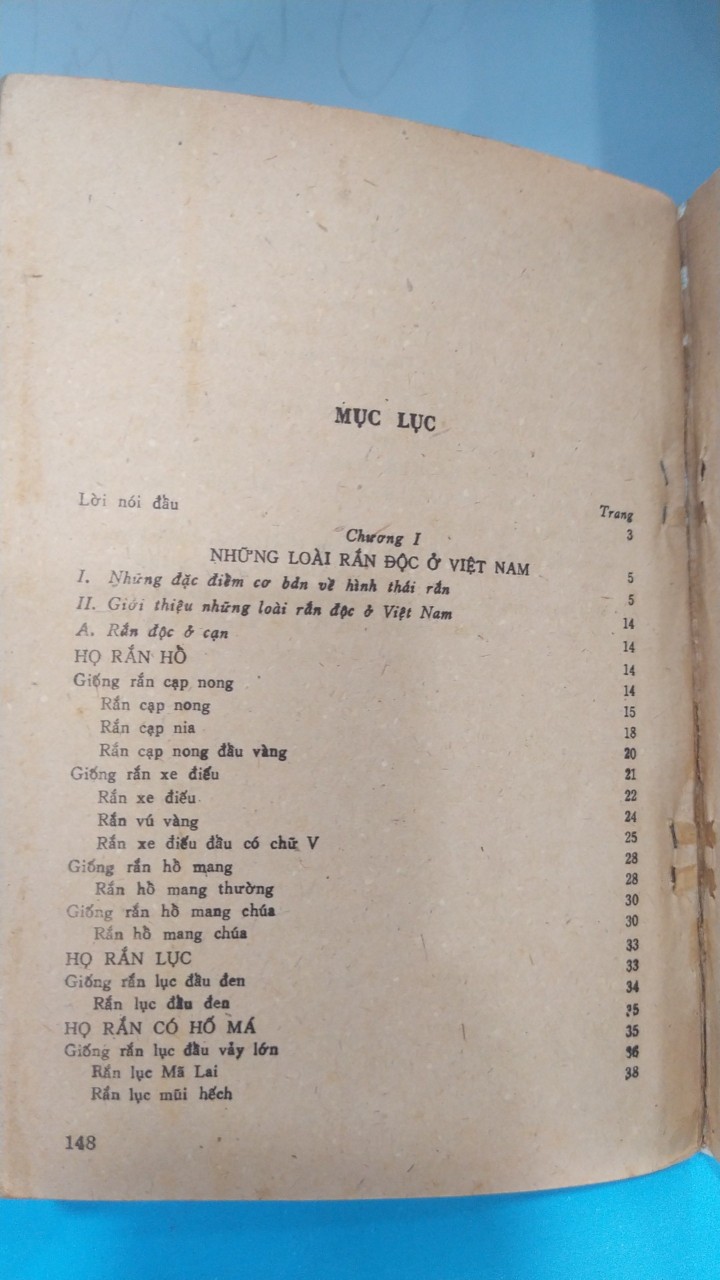 MỤC LỤC
Trang
Lời nói đầu 3
Chương I
NHỮNG LOÀI RẮN ĐỘC Ở VIỆT NAM 5
I. Những đặc điểm cơ bản về hình thái rắn 5
II. Giới thiệu những loài rắn độc ở Việt Nam 14
A. Rắn độc ở cạn 14
HỌ RẮN HỒ 14
Giống rắn cạp nong 14
Rắn cạp nong 15
Rắn cạp nia 18
Rắn cạp nong đầu vàng 20
Giống rắn xe điếu 21
Rắn xe điếu 22
Rắn vú vàng 24
Rắn xe điếu đầu có chữ V 25
Giống rắn hồ mang 28
Rắn hồ mang thường 28
Giống rắn hồ mang chúa 30
Rắn hồ mang chúa 30
HỌ RẮN LỤC 33
Giống rắn lục đầu đen 33
Rắn lục đầu đen 34
HỌ RẮN CÓ HỐ MÁ 35
Giống rắn lục đầu vảy lớn 35
Rắn lục Mã Lai 36
Rắn lục mũi hếch 38
148